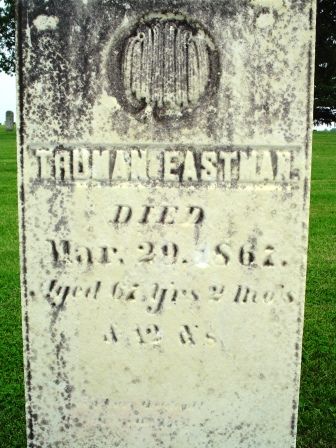 TRUMAN EASTMAN.
DIED
Mar. 29. 1867.
Aged 67 Yrs 2 mo's
& 12 d's